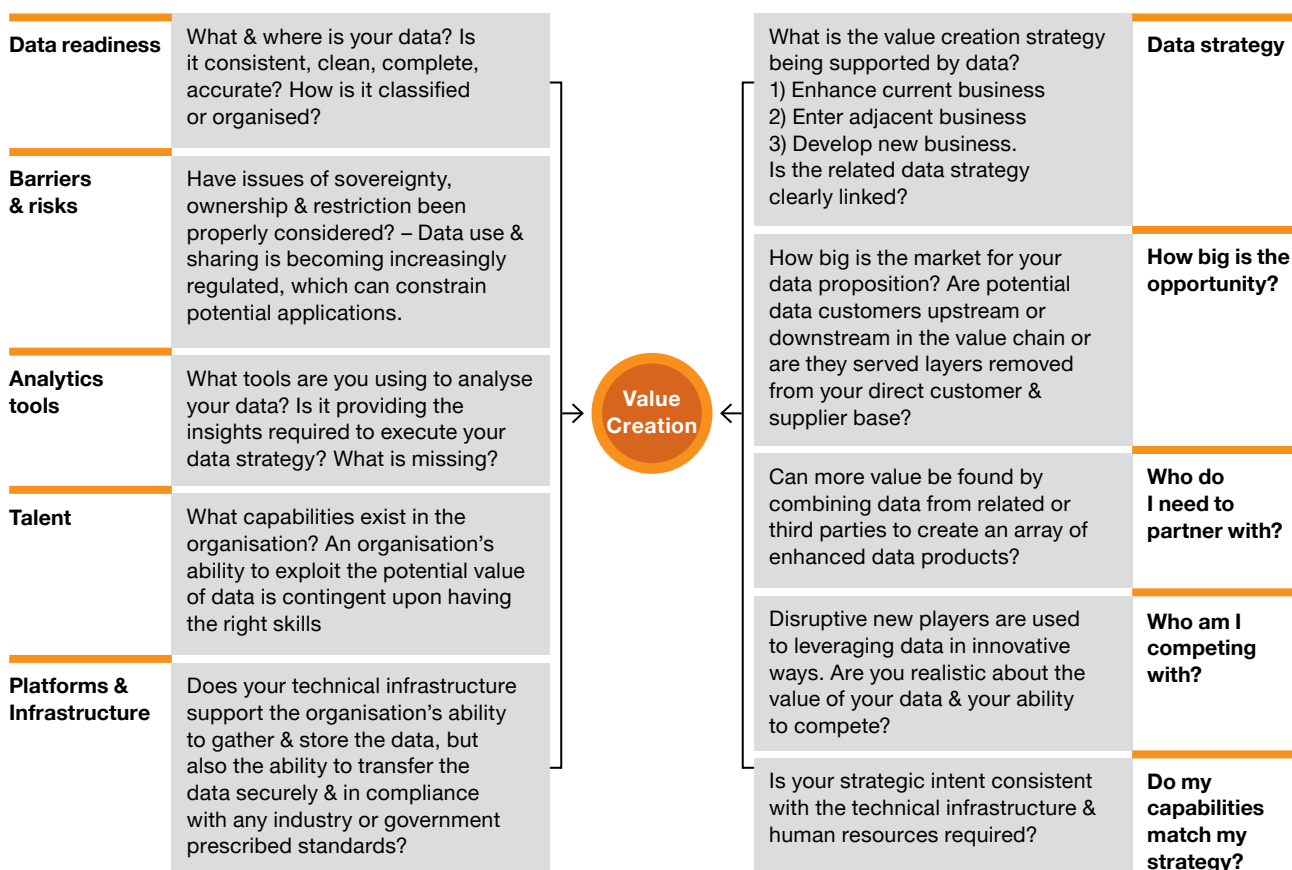 Data readiness
What & where is your data? Is
it consistent, clean, complete,
accurate? How is it classified
or organised?
Barriers
& risks
Have issues of sovereignty,
ownership & restriction been
properly considered? – Data use &
sharing is becoming increasingly
regulated, which can constrain
potential applications.
Analytics
tools
What tools are you using to analyse
your data? Is it providing the
insights required to execute your
data strategy? What is missing?
Talent
What capabilities exist in the
organisation? An organisation's
ability to exploit the potential value
of data is contingent upon having
the right skills
Platforms &
Infrastructure
Does your technical infrastructure
support the organisation's ability
to gather & store the data, but
also the ability to transfer the
data securely & in compliance
with any industry or government
prescribed standards?
Value
Creation
What is the value creation strategy
being supported by data?
1) Enhance current business
2) Enter adjacent business
3) Develop new business.
Is the related data strategy
clearly linked?
Data strategy
How big is the market for your
data proposition? Are potential
data customers upstream or
downstream in the value chain or
are they served layers removed
from your direct customer &
supplier base?
How big is the
opportunity?
Can more value be found by
combining data from related or
third parties to create an array of
enhanced data products?
Who do
I need to
partner with?
Disruptive new players are used
to leveraging data in innovative
ways. Are you realistic about the
value of your data & your ability
to compete?
Who am I
competing
with?
Is your strategic intent consistent
with the technical infrastructure &
human resources required?
Do my
capabilities
match my
strategy?